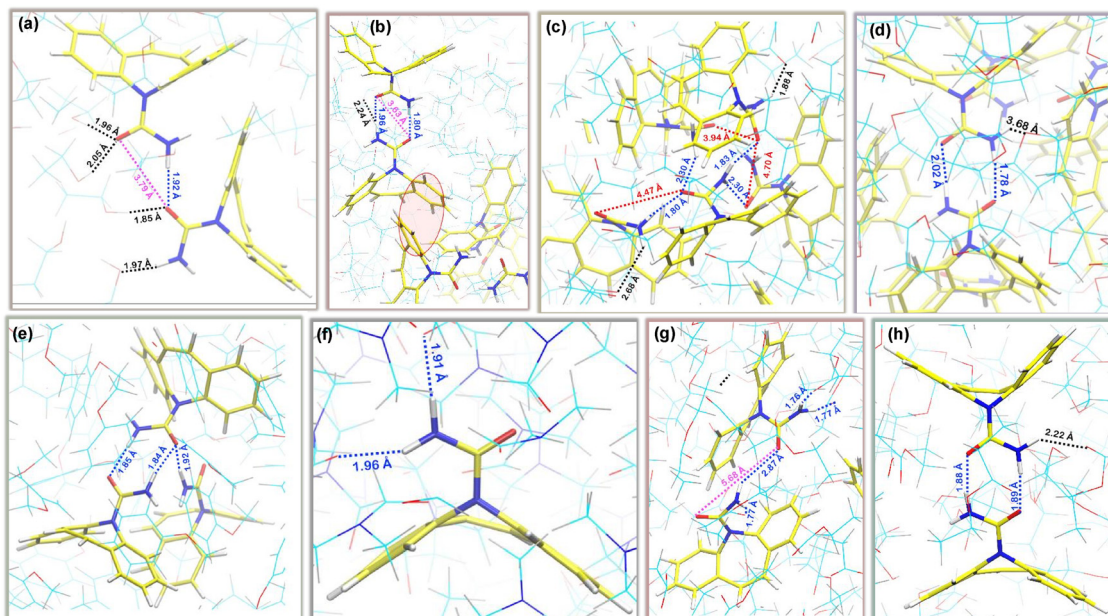 (a)
1.96 Å
2.05 Å
3.79 Å
1.92 Å
1.85 Å
1.97 Å
(b)
2.24 Å
1.96 Å
3.63 Å
1.80 Å
(c)
1.88 Å
3.94 Å
1.83 Å
2.30 Å
4.70 Å
2.30 Å
4.47 Å
1.80 Å
2.68 Å
(d)
3.68 Å
2.02 Å
1.78 Å
(e)
1.85 Å
1.84 Å
1.92 Å
(f)
1.91 Å
1.96 Å
(g)
1.76 Å
1.77 Å
5.68 Å
2.87 Å
1.77 Å
(h)
2.22 Å
1.88 Å
1.89 Å